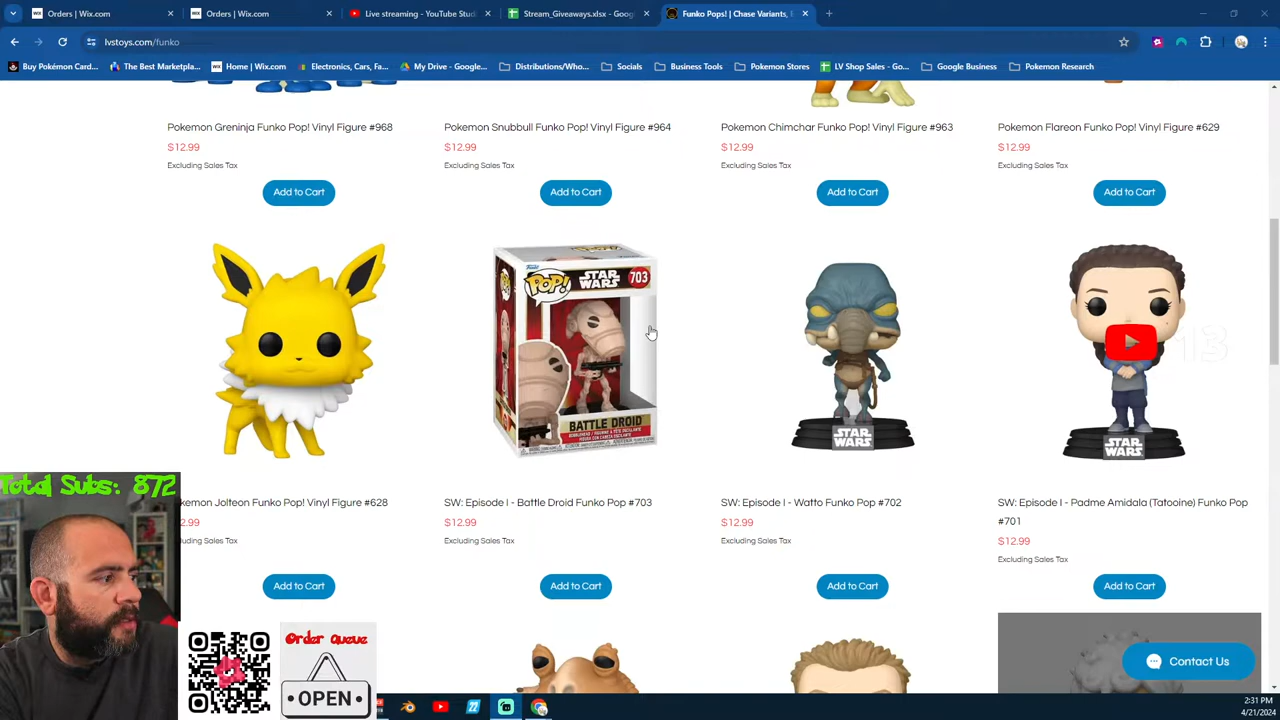 Orders | Wix.com
Orders | Wix.com
Live streaming - YouTube Stud
Stream_Giveaways.xlsx - Goog
Funko Pops! | Chase Variants,
lvstoys.com/funko
Buy Pokémon Card...
The Best Marketpla...
Home | Wix.com
Electronics, Cars, Fa...
My Drive - Google...
Distributions/Who...
Socials
Business Tools
Pokemon Stores
LV Shop Sales - Go...
Google Business
Pokemon Research
Pokemon Greninja Funko Pop! Vinyl Figure #968
$12.99
Excluding Sales Tax
Add to Cart
Pokemon Snubbull Funko Pop! Vinyl Figure #964
$12.99
Excluding Sales Tax
Add to Cart
Pokemon Chimchar Funko Pop! Vinyl Figure #963
$12.99
Excluding Sales Tax
Add to Cart
Pokemon Flareon Funko Pop! Vinyl Figure #629
$12.99
Excluding Sales Tax
Add to Cart
Funko
POP!
STAR
WARS
703
BATTLE DROID
STAR
WARS
STAR
WARS
13
Total Subs: 872
kemon Jolteon Funko Pop! Vinyl Figure #628
2.99
luding Sales Tax
Add to Cart
SW: Episode I - Battle Droid Funko Pop #703
$12.99
Excluding Sales Tax
Add to Cart
SW: Episode I - Watto Funko Pop #702
$12.99
Excluding Sales Tax
Add to Cart
SW: Episode I - Padme Amidala (Tatooine) Funko Pop
#701
$12.99
Excluding Sales Tax
Add to Cart
Order Queue
OPEN
Contact Us
2:31 PM
4/21/2024